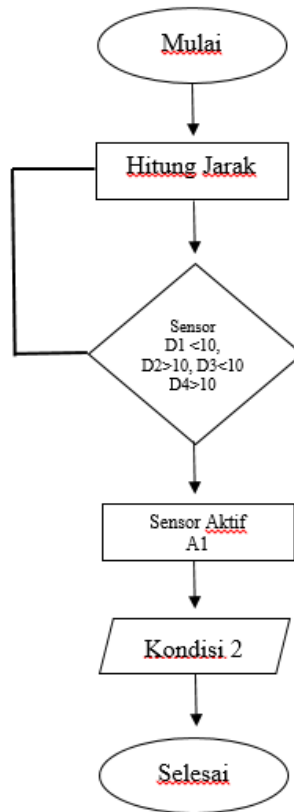 Mulai
Hitung Jarak
Sensor
D1 <10,
D2>10, D3<10
D4>10
Sensor Aktif
A1
Kondisi 2
Selesai